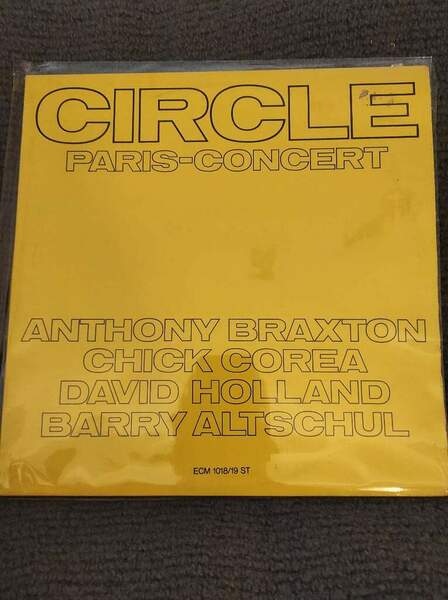 CIRCLE
PARIS-CONCERT
ANTHONY BRAXTON
CHICK COREA
DAVID HOLLAND
BARRY ALTSCHUL
ECM 1018/19 ST